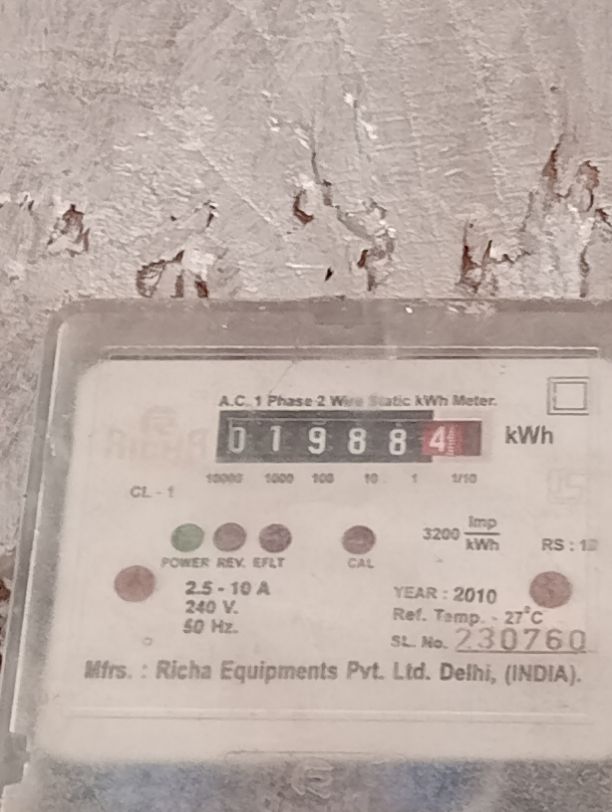 A.C. 1 Phase 2 Wire Static kWh Meter.
0 1 9 8 8 4 kWh
10000 1000 100 10 1 1/10
CL - 1
3200 Imp/kWh
RS : 1
POWER REV. EFLT CAL
2.5 - 10 A
240 V.
50 Hz.
YEAR : 2010
Ref. Temp. - 27°C
SL. No. 230760
Mfrs. : Richa Equipments Pvt. Ltd. Delhi, (INDIA).